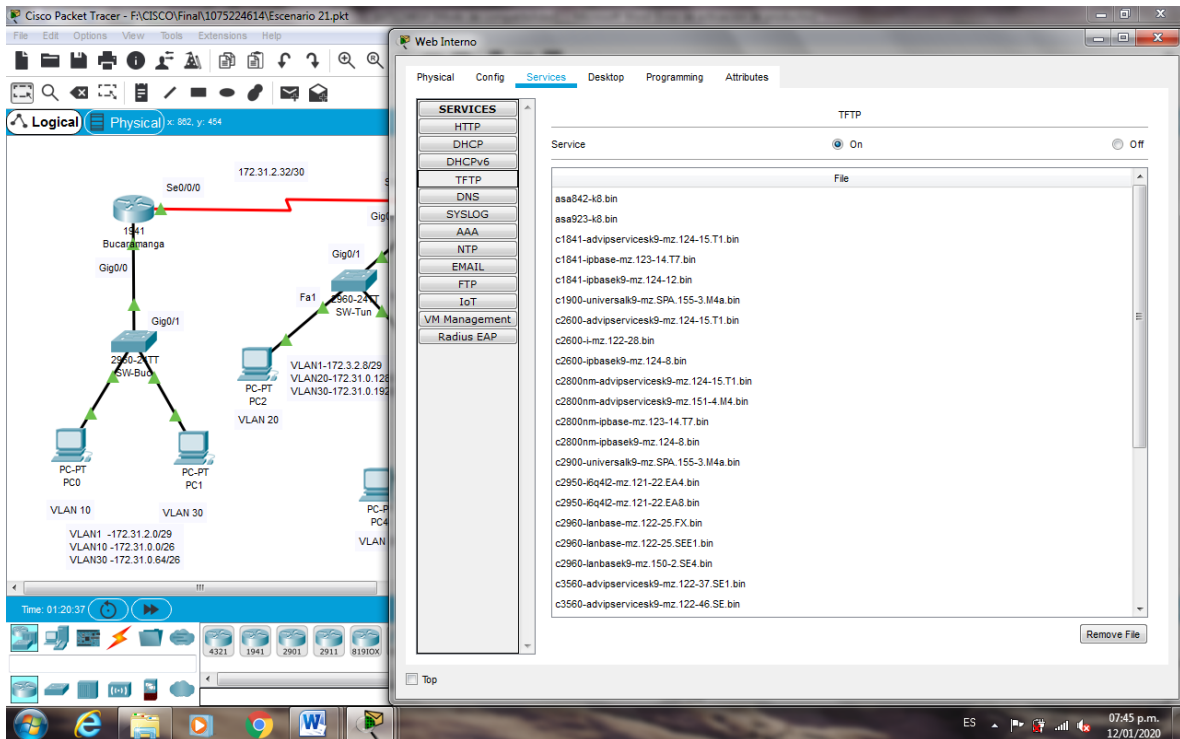 Cisco Packet Tracer - F:\CISCO\Final\1075224614\Escenario 21.pkt
File Edit Options View Tools Extensions Help
Logical
Physical
x: 862, y: 454
172.31.2.32/30
Se0/0/0
1941
Bucaramanga
Gig0/0
Gig0/1
Gig0/1
Fa1
2960-24TT
SW-Tun
2960-24TT
SW-Buc
VLAN1-172.3.2.8/29
VLAN20-172.31.0.128
VLAN30-172.31.0.192
PC-PT
PC2
VLAN 20
PC-PT
PC0
PC-PT
PC1
VLAN 10
VLAN 30
VLAN1 -172.31.2.0/29
VLAN10 -172.31.0.0/26
VLAN30 -172.31.0.64/26
PC4
VLAN
Time: 01:20:37
4321
1941
2901
2911
819IOX
Web Interno
Physical Config Services Desktop Programming Attributes
SERVICES
HTTP
DHCP
DHCPv6
TFTP
DNS
SYSLOG
AAA
NTP
EMAIL
FTP
IoT
VM Management
Radius EAP
TFTP
Service On Off
File
asa842-k8.bin
asa923-k8.bin
c1841-advipservicesk9-mz.124-15.T1.bin
c1841-ipbase-mz.123-14.T7.bin
c1841-ipbasek9-mz.124-12.bin
c1900-universalk9-mz.SPA.155-3.M4a.bin
c2600-advipservicesk9-mz.124-15.T1.bin
c2600-i-mz.122-28.bin
c2600-ipbasek9-mz.124-8.bin
c2800nm-advipservicesk9-mz.124-15.T1.bin
c2800nm-advipservicesk9-mz.151-4.M4.bin
c2800nm-ipbase-mz.123-14.T7.bin
c2800nm-ipbasek9-mz.124-8.bin
c2900-universalk9-mz.SPA.155-3.M4a.bin
c2950-i6q4l2-mz.121-22.EA4.bin
c2950-i6q4l2-mz.121-22.EA8.bin
c2960-lanbase-mz.122-25.FX.bin
c2960-lanbase-mz.122-25.SEE1.bin
c2960-lanbasek9-mz.150-2.SE4.bin
c3560-advipservicesk9-mz.122-37.SE1.bin
c3560-advipservicesk9-mz.122-46.SE.bin
Remove File
Top
ES
07:45 p.m.
12/01/2020